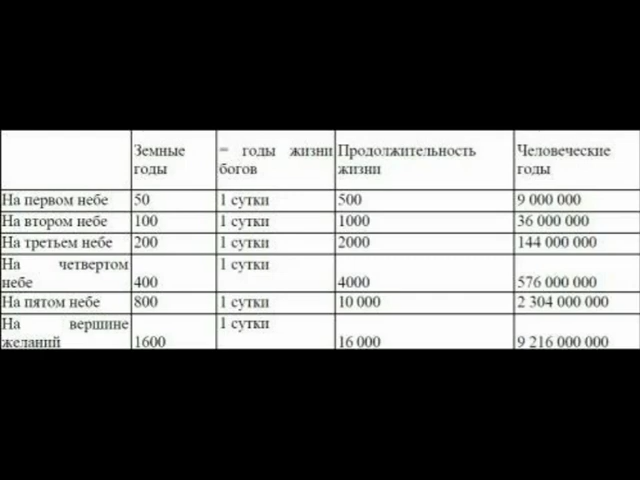 Земные годы | = годы жизни богов | Продолжительность жизни | Человеческие годы
На первом небе | 50 | 1 сутки | 500 | 9 000 000
На втором небе | 100 | 1 сутки | 1000 | 36 000 000
На третьем небе | 200 | 1 сутки | 2000 | 144 000 000
На четвертом небе | 400 | 1 сутки | 4000 | 576 000 000
На пятом небе | 800 | 1 сутки | 10 000 | 2 304 000 000
На вершине желаний | 1600 | 1 сутки | 16 000 | 9 216 000 000